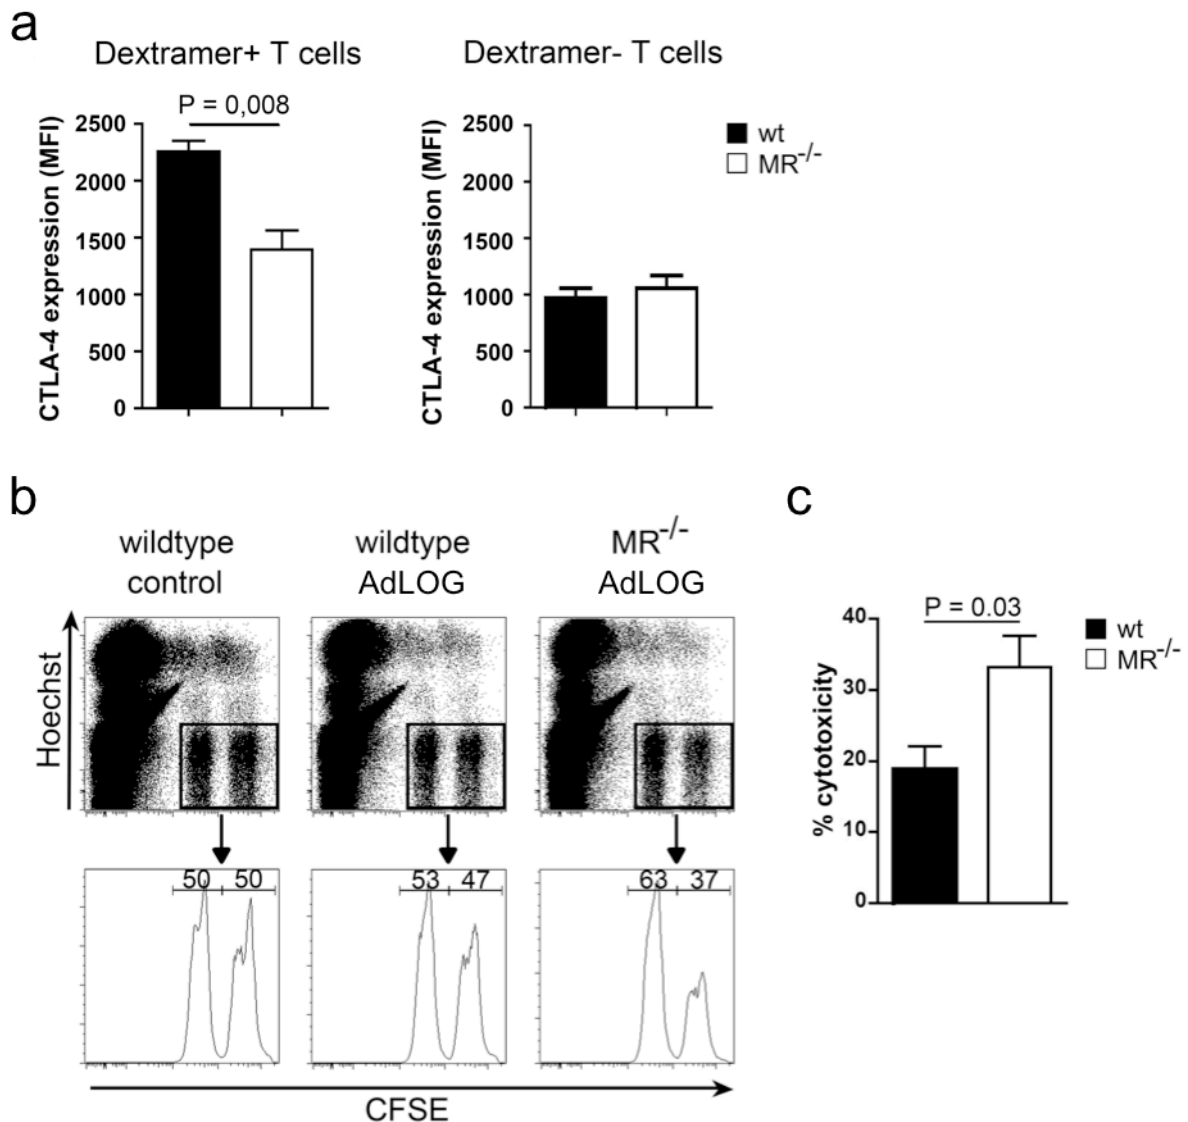 a
Dextramer+ T cells
Dextramer- T cells
P = 0,008
CTLA-4 expression (MFI)
2500
2000
1500
1000
500
0
CTLA-4 expression (MFI)
2500
2000
1500
1000
500
0
wt
MR-/-
b
wildtype
control
wildtype
AdLOG
MR-/-
AdLOG
Hoechst
50 50
53 47
63 37
CFSE
c
P = 0.03
% cytotoxicity
40
30
20
10
0
wt
MR-/-